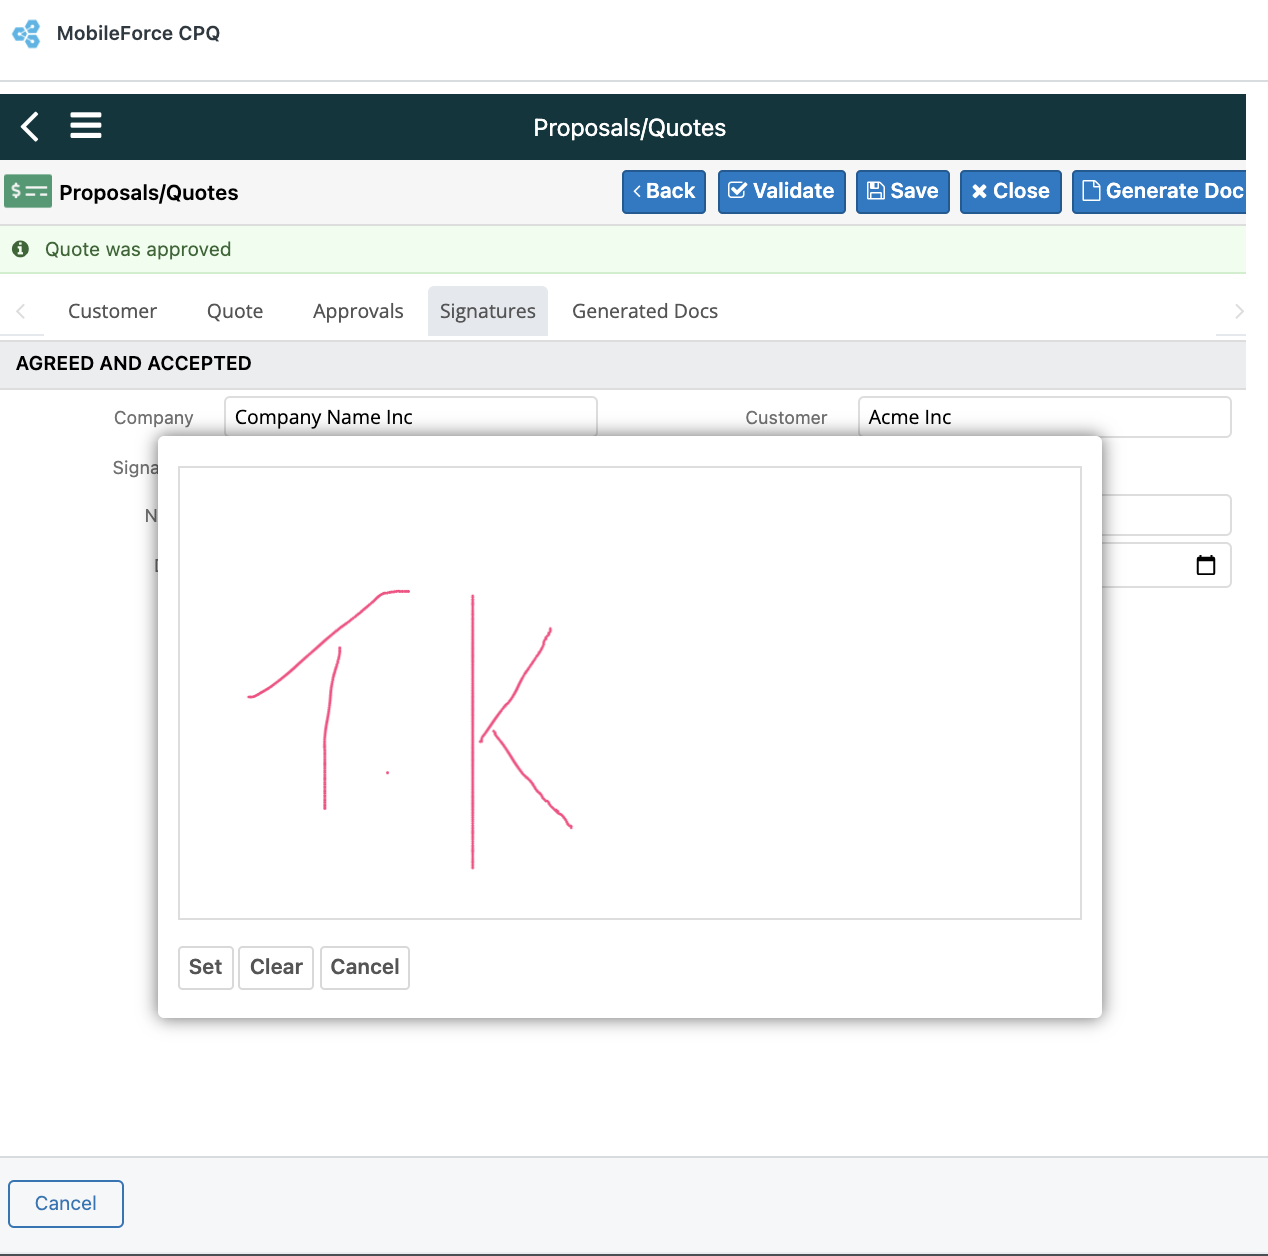 MobileForce CPQ
Proposals/Quotes
Proposals/Quotes
Back Validate Save Close Generate Doc
Quote was approved
Customer Quote Approvals Signatures Generated Docs
AGREED AND ACCEPTED
Company Company Name Inc Customer Acme Inc
Signa
N
T. K
Set Clear Cancel
Cancel